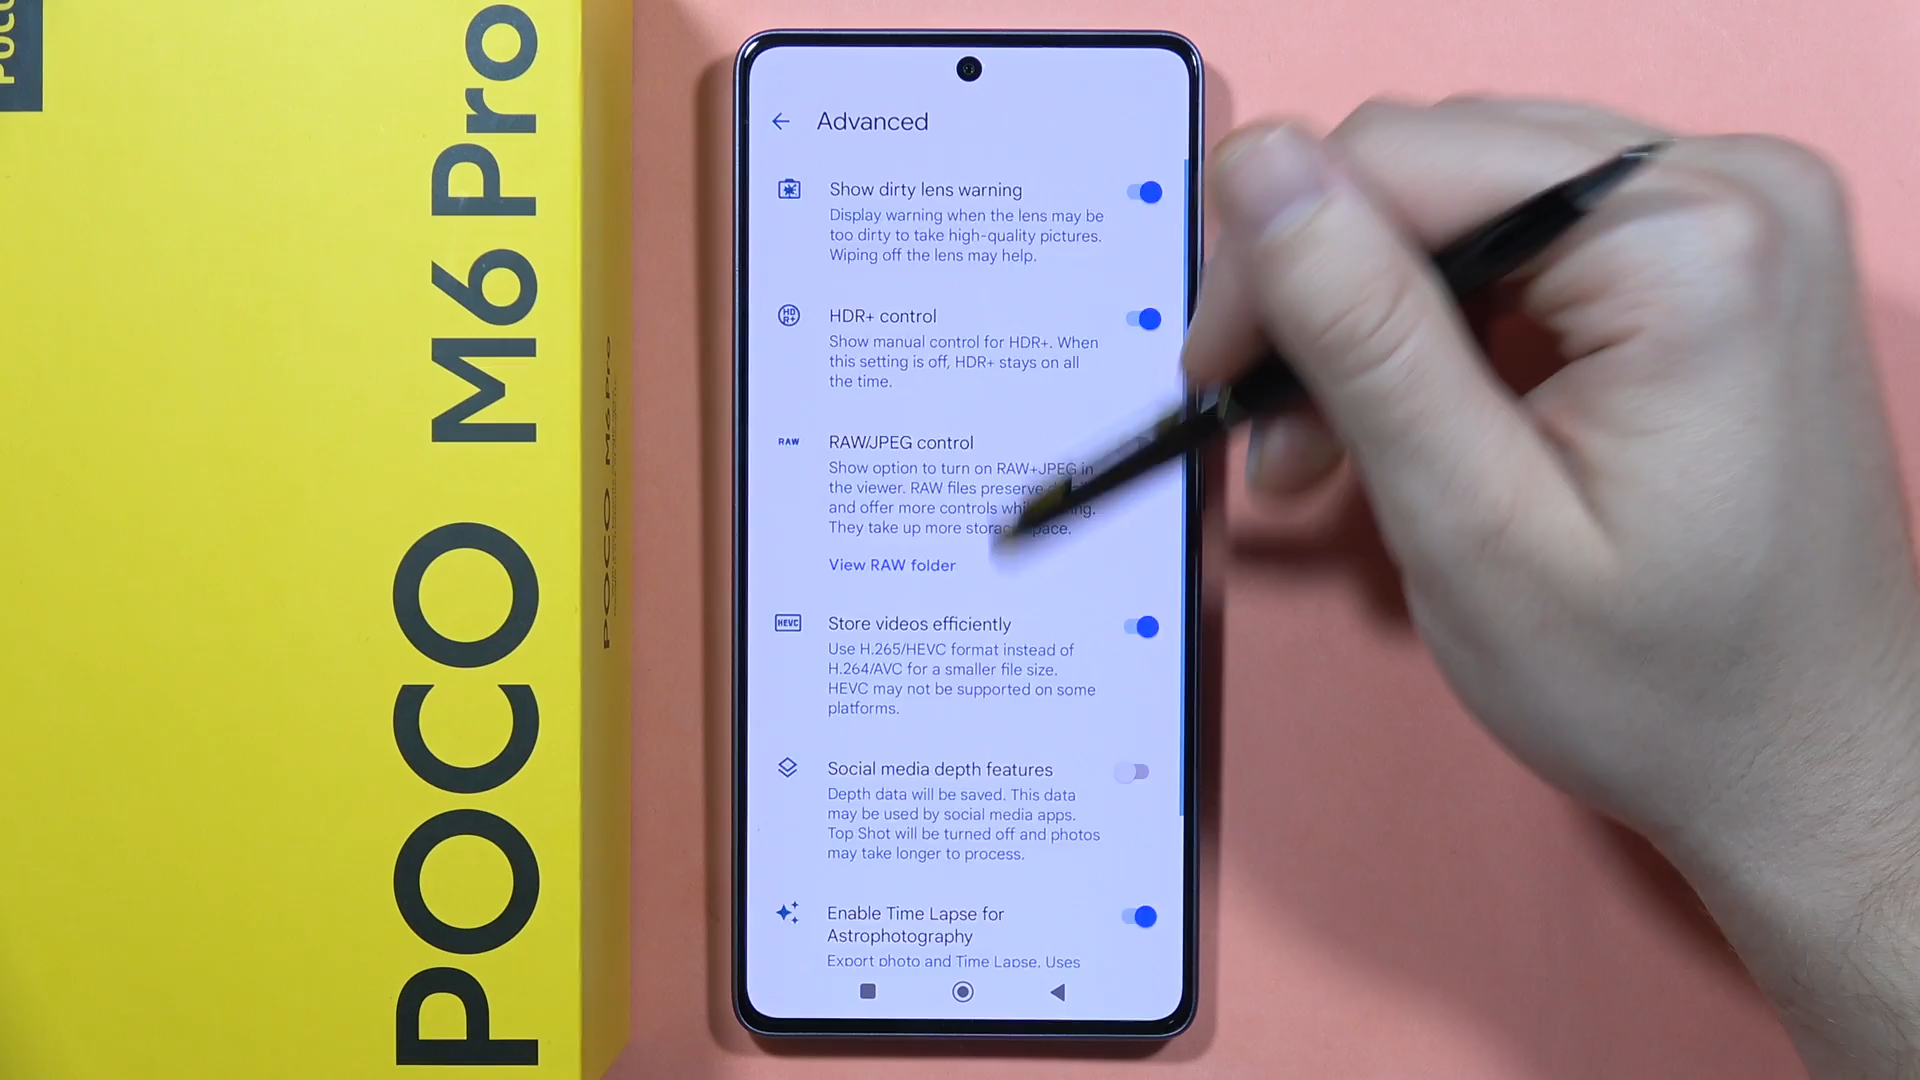 POCO
POCO M6 Pro
POCO M6 Pro
Advanced
Show dirty lens warning
Display warning when the lens may be
too dirty to take high-quality pictures.
Wiping off the lens may help.
HD
R+
HDR+ control
Show manual control for HDR+. When
this setting is off, HDR+ stays on all
the time.
RAW
RAW/JPEG control
Show option to turn on RAW+JPEG in
the viewer. RAW files preserve
and offer more controls
They take up more storage space.
View RAW folder
HEVC
Store videos efficiently
Use H.265/HEVC format instead of
H.264/AVC for a smaller file size.
HEVC may not be supported on some
platforms.
Social media depth features
Depth data will be saved. This data
may be used by social media apps.
Top Shot will be turned off and photos
may take longer to process.
Enable Time Lapse for
Astrophotography
Export photo and Time Lapse. Uses